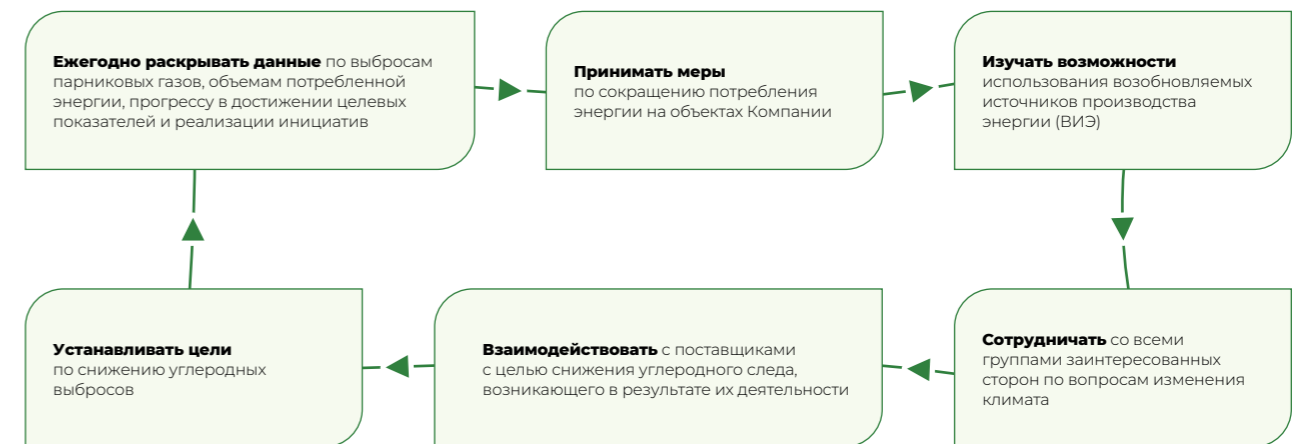 Ежегодно раскрывать данные по выбросам
парниковых газов, объемам потребленной
энергии, прогрессу в достижении целевых
показателей и реализации инициатив
Принимать меры
по сокращению потребления
энергии на объектах Компании
Изучать возможности
использования возобновляемых
источников производства
энергии (ВИЭ)
Устанавливать цели
по снижению углеродных
выбросов
Взаимодействовать с поставщиками
с целью снижения углеродного следа,
возникающего в результате их деятельности
Сотрудничать со всеми
группами заинтересованных
сторон по вопросам изменения
климата